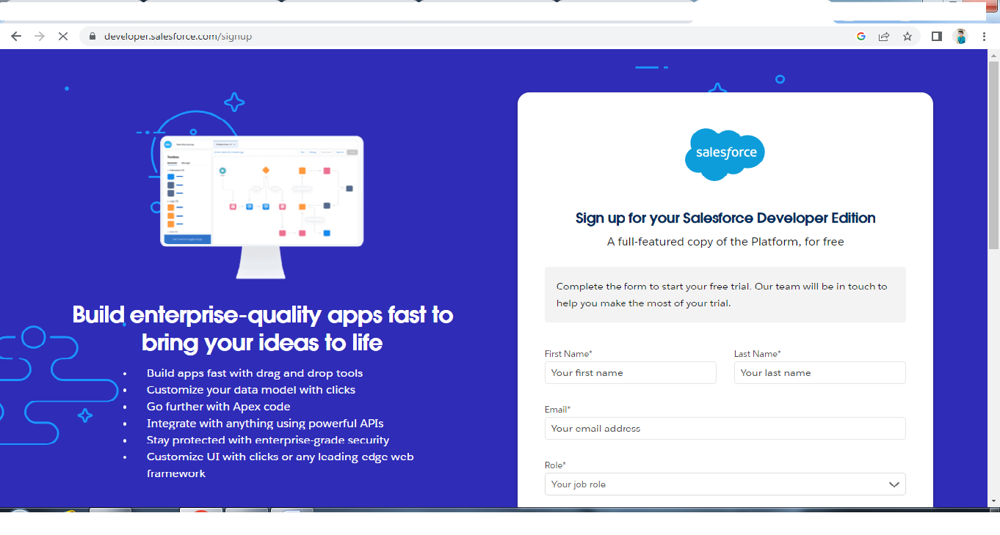 developer.salesforce.com/signup
Build enterprise-quality apps fast to
bring your ideas to life
• Build apps fast with drag and drop tools
• Customize your data model with clicks
• Go further with Apex code
• Integrate with anything using powerful APIs
• Stay protected with enterprise-grade security
• Customize UI with clicks or any leading edge web
framework
salesforce
Sign up for your Salesforce Developer Edition
A full-featured copy of the Platform, for free
Complete the form to start your free trial. Our team will be in touch to
help you make the most of your trial.
First Name* Last Name*
Your first name Your last name
Email*
Your email address
Role*
Your job role